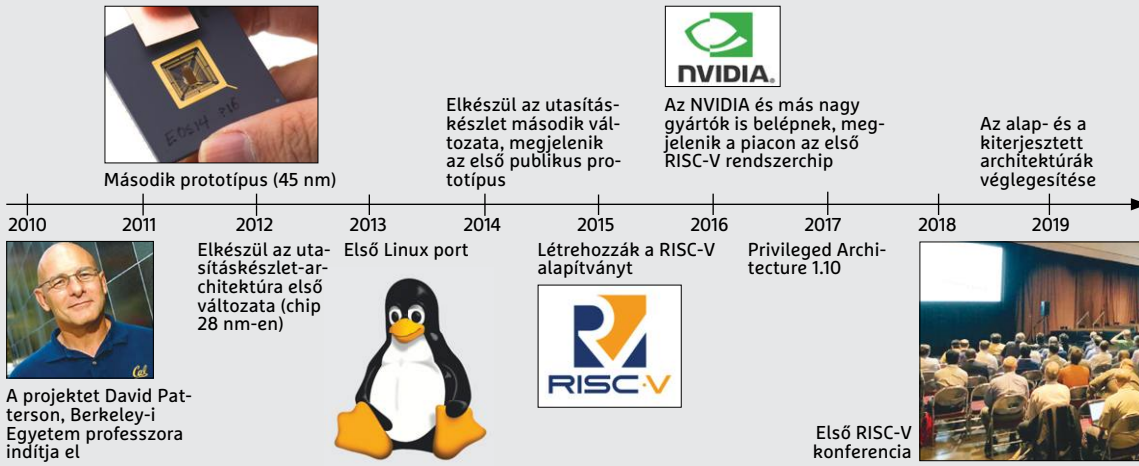 EOS14 P16
NVIDIA®
Elkészül az utasítás-
készlet második vál-
tozata, megjelenik
az első publikus pro-
totípus
Az NVIDIA és más nagy
gyártók is belépnek, meg-
jelenik a piacon az első
RISC-V rendszerchip
Az alap- és a
kiterjesztett
architektúrák
véglegesítése
Második prototípus (45 nm)
2010 2011 2012 2013 2014 2015 2016 2017 2018 2019
Cal
A projektet David Pat-
terson, Berkeley-i
Egyetem professzora
indítja el
Elkészül az uta-
sításkészlet-ar-
chitektúra első
változata (chip
28 nm-en)
Első Linux port
Létrehozzák a RISC-V
alapítványt
RISC-V
Privileged Archi-
tecture 1.10
Első RISC-V
konferencia